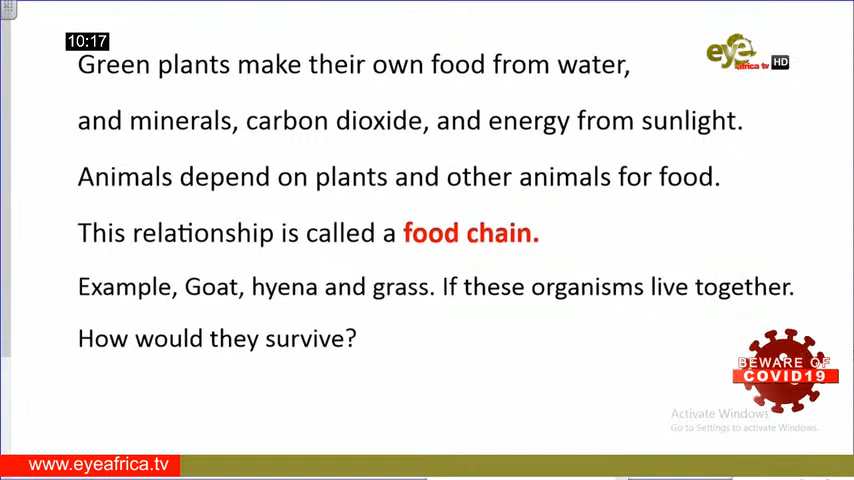 10:17
eye
africa tv HD
Green plants make their own food from water,
and minerals, carbon dioxide, and energy from sunlight.
Animals depend on plants and other animals for food.
This relationship is called a food chain.
Example, Goat, hyena and grass. If these organisms live together.
How would they survive?
BEWARE OF
COVID19
Activate Windows
Go to Settings to activate Windows.
www.eyeafrica.tv